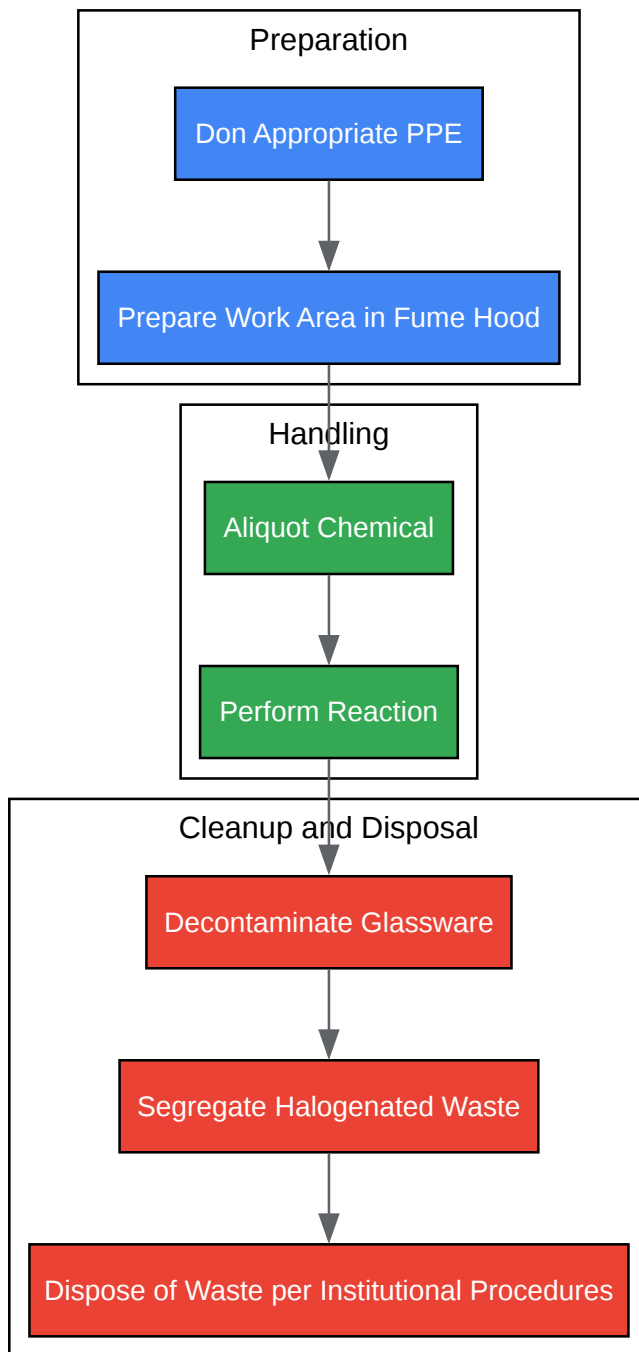 Preparation
Don Appropriate PPE
Prepare Work Area in Fume Hood
Handling
Aliquot Chemical
Perform Reaction
Cleanup and Disposal
Decontaminate Glassware
Segregate Halogenated Waste
Dispose of Waste per Institutional Procedures